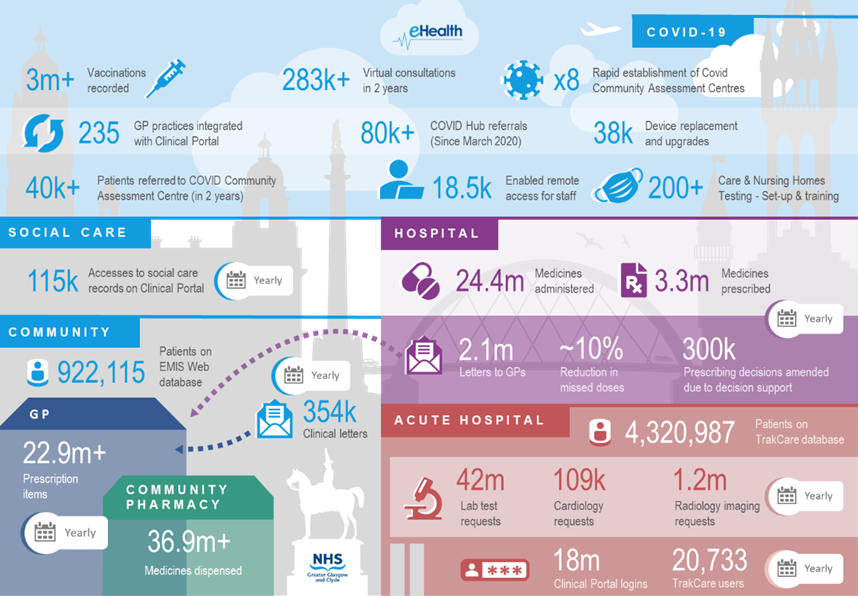 eHealth
COVID-19
3m+
Vaccinations
recorded
283k+
Virtual consultations
in 2 years
x8
Rapid establishment of Covid
Community Assessment Centres
235
GP practices integrated
with Clinical Portal
80k+
COVID Hub referrals
(Since March 2020)
38k
Device replacement
and upgrades
40k+
Patients referred to COVID Community
Assessment Centre (in 2 years)
18.5k
Enabled remote
access for staff
200+
Care & Nursing Homes
Testing - Set-up & training
SOCIAL CARE
115k
Accesses to social care
records on Clinical Portal
Yearly
HOSPITAL
24.4m
Medicines
administered
Rx
3.3m
Medicines
prescribed
Yearly
2.1m
Letters to GPs
~10%
Reduction in
missed doses
300k
Prescribing decisions amended
due to decision support
COMMUNITY
922,115
Patients on
EMIS Web
database
Yearly
354k
Clinical letters
GP
22.9m+
Prescription
items
Yearly
COMMUNITY
PHARMACY
36.9m+
Medicines dispensed
NHS
Greater Glasgow
and Clyde
ACUTE HOSPITAL
4,320,987
Patients on
TrakCare database
42m
Lab test
requests
109k
Cardiology
requests
1.2m
Radiology imaging
requests
Yearly
***
18m
Clinical Portal logins
20,733
TrakCare users
Yearly